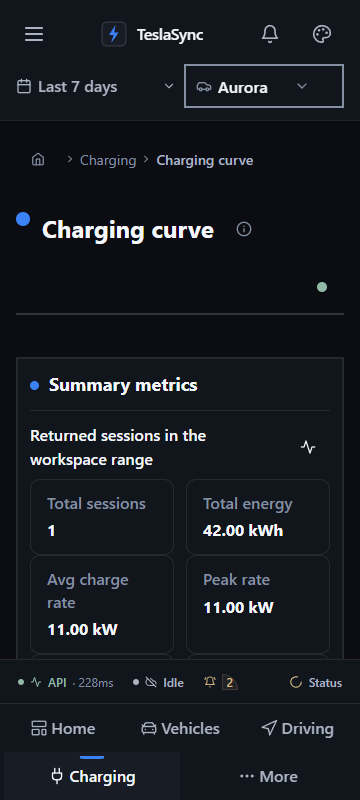 TeslaSync
Last 7 days
Aurora
Charging
Charging curve
Charging curve
Summary metrics
Returned sessions in the
workspace range
Total sessions
1
Total energy
42.00 kWh
Avg charge
rate
11.00 kW
Peak rate
11.00 kW
API · 228ms
Idle
2
Status
Home
Vehicles
Driving
Charging
More